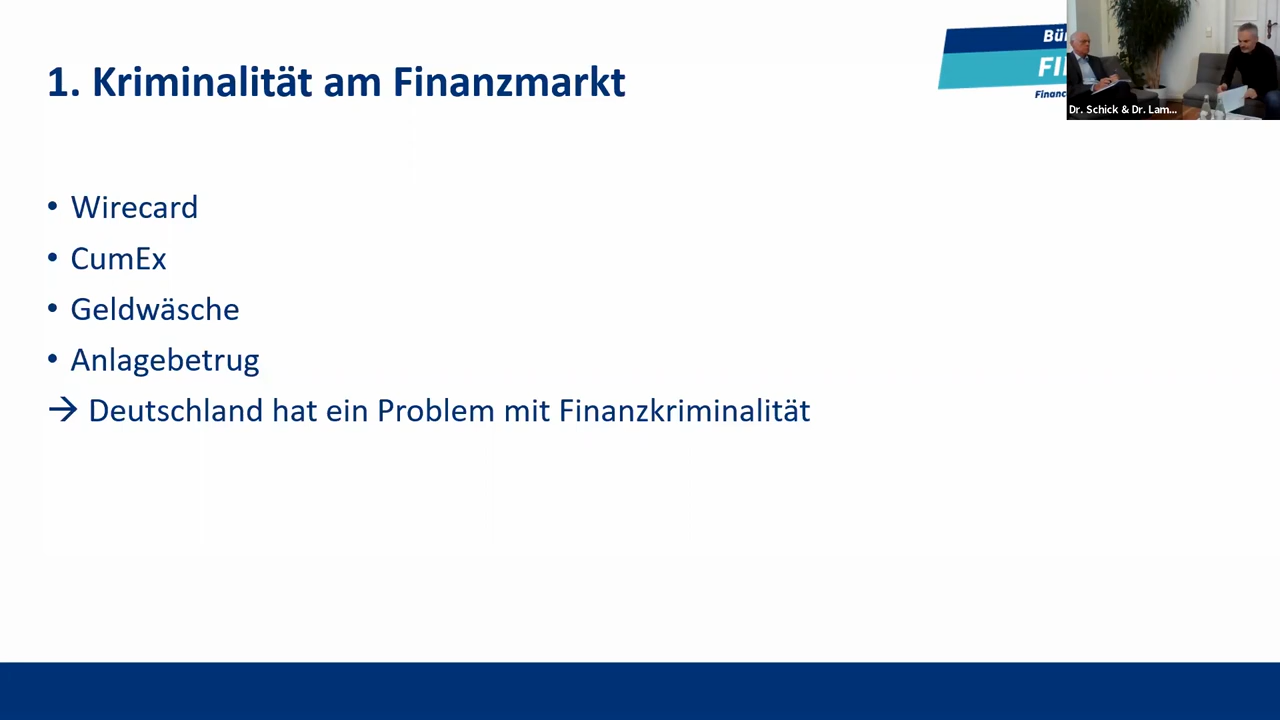 1. Kriminalität am Finanzmarkt
Dr. Schick & Dr. Lam...
• Wirecard
• CumEx
• Geldwäsche
• Anlagebetrug
→ Deutschland hat ein Problem mit Finanzkriminalität